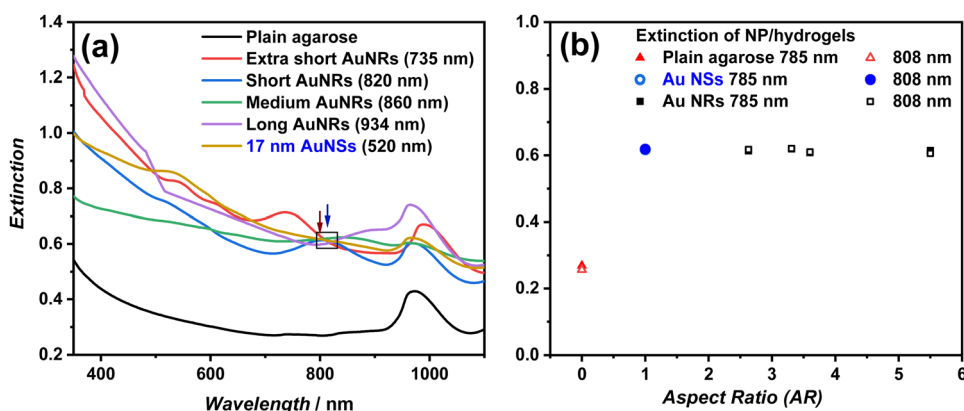 (a)
Plain agarose
Extra short AuNRs (735 nm)
Short AuNRs (820 nm)
Medium AuNRs (860 nm)
Long AuNRs (934 nm)
17 nm AuNSs (520 nm)
Extinction
1.4
1.2
1.0
0.8
0.6
0.4
0.2
400 600 800 1000
Wavelength / nm
(b)
Extinction of NP/hydrogels
Plain agarose 785 nm 808 nm
Au NSs 785 nm 808 nm
Au NRs 785 nm 808 nm
1.0
0.8
0.6
0.4
0.2
0.0
0 1 2 3 4 5 6
Aspect Ratio (AR)